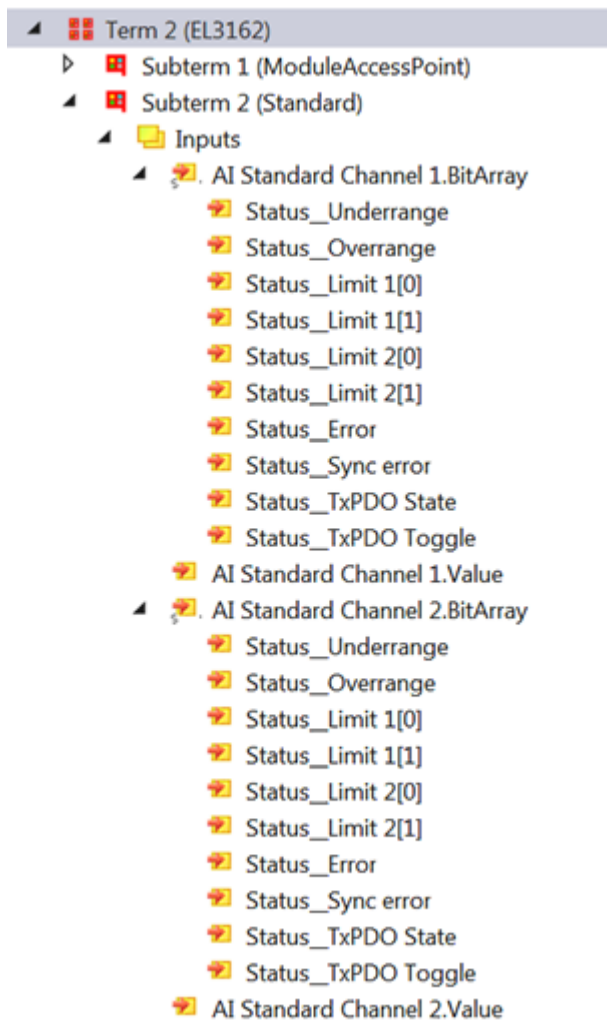 Term 2 (EL3162)
Subterm 1 (ModuleAccessPoint)
Subterm 2 (Standard)
Inputs
AI Standard Channel 1.BitArray
Status__Underrange
Status__Overrange
Status__Limit 1[0]
Status__Limit 1[1]
Status__Limit 2[0]
Status__Limit 2[1]
Status__Error
Status__Sync error
Status__TxPDO State
Status__TxPDO Toggle
AI Standard Channel 1.Value
AI Standard Channel 2.BitArray
Status__Underrange
Status__Overrange
Status__Limit 1[0]
Status__Limit 1[1]
Status__Limit 2[0]
Status__Limit 2[1]
Status__Error
Status__Sync error
Status__TxPDO State
Status__TxPDO Toggle
AI Standard Channel 2.Value